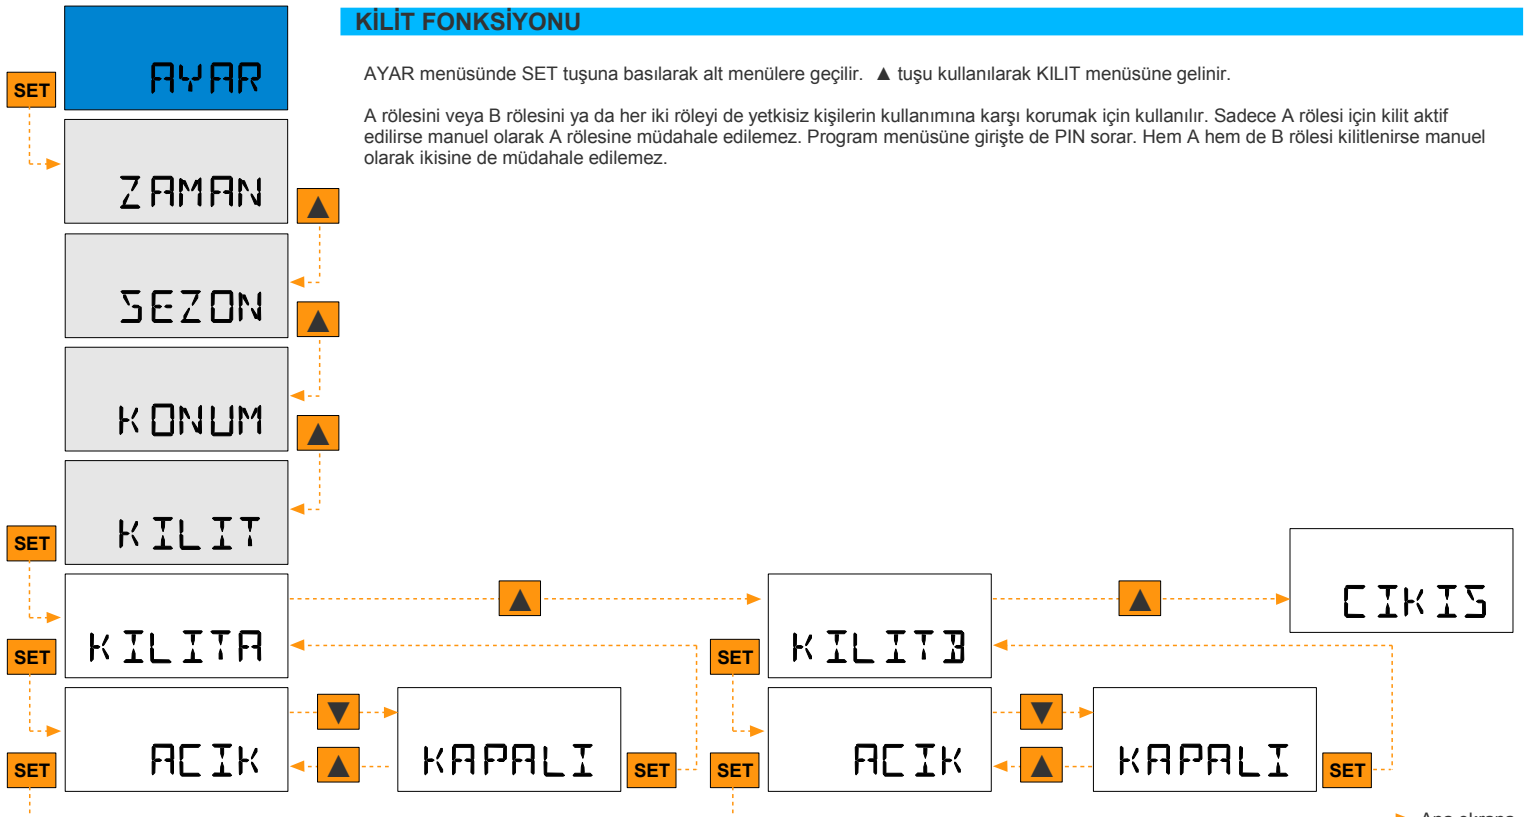 KİLİT FONKSİYONU
AYAR
SET
AYAR menüsünde SET tuşuna basılarak alt menülere geçilir. ▲ tuşu kullanılarak KILIT menüsüne gelinir.
A rölesini veya B rölesini ya da her iki röleyi de yetkisiz kişilerin kullanımına karşı korumak için kullanılır. Sadece A rölesi için kilit aktif
edilirse manuel olarak A rölesine müdahale edilemez. Program menüsüne girişte de PIN sorar. Hem A hem de B rölesi kilitlenirse manuel
olarak ikisine de müdahale edilemez.
ZAMAN
▲
SEZON
▲
KONUM
▲
SET
KILIT
CIKIS
▲ ▲
SET KILITA SET KILITB
▼ ▼
SET ACIK ▲ KAPALI SET SET ACIK ▲ KAPALI SET
Ana ekrana